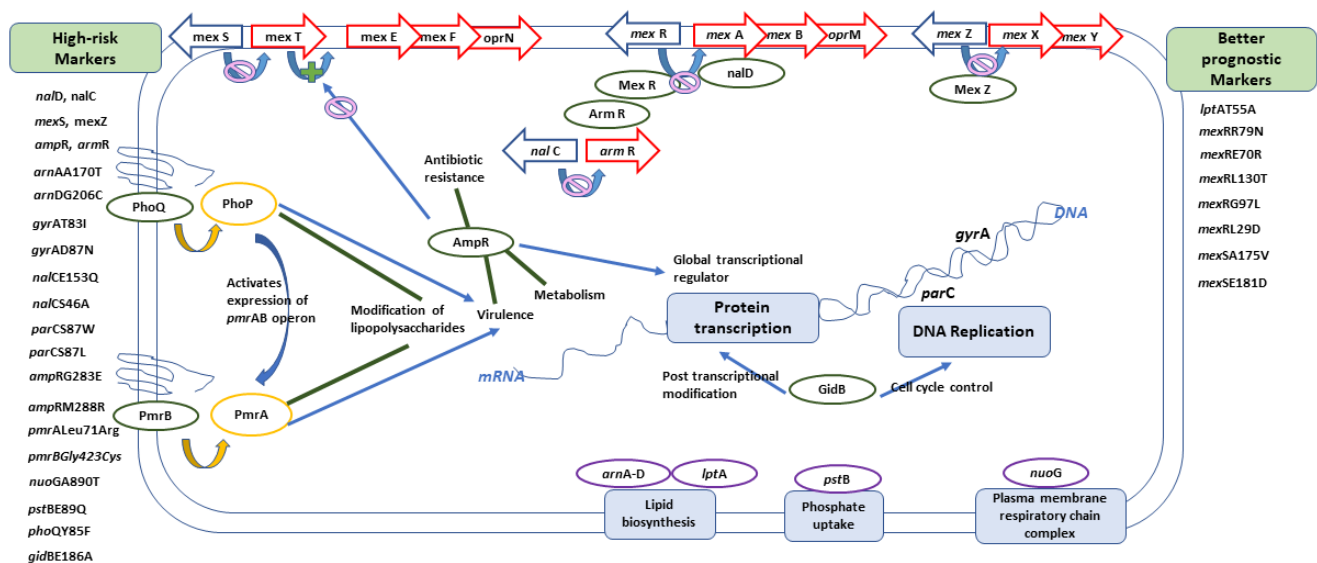 High-risk
Markers
nalD, nalC
mexS, mexZ
ampR, armR
arnAA170T
arnDG206C
gyrAT83I
gyrAD87N
nalCE153Q
nalCS46A
parCS87W
parCS87L
ampRG283E
ampRM288R
pmrALeu71Arg
pmrBGly423Cys
nuoGA890T
pstBE89Q
phoQY85F
gidBE186A
mex S
mex T
mex E
mex F
oprN
mex R
mex A
mex B
oprM
mex Z
mex X
mex Y
Mex R
nalD
Arm R
Mex Z
nal C
arm R
PhoQ
PhoP
Activates
expression of
pmrAB operon
PmrB
PmrA
Modification of
lipopolysaccharides
Antibiotic
resistance
AmpR
Virulence
Metabolism
Global transcriptional
regulator
Protein
transcription
mRNA
DNA
gyrA
parC
DNA Replication
Post transcriptional
modification
GidB
Cell cycle control
arnA-D
lptA
Lipid
biosynthesis
pstB
Phosphate
uptake
nuoG
Plasma membrane
respiratory chain
complex
Better
prognostic
Markers
lptAT55A
mexRR79N
mexRE70R
mexRL130T
mexRG97L
mexRL29D
mexSA175V
mexSE181D